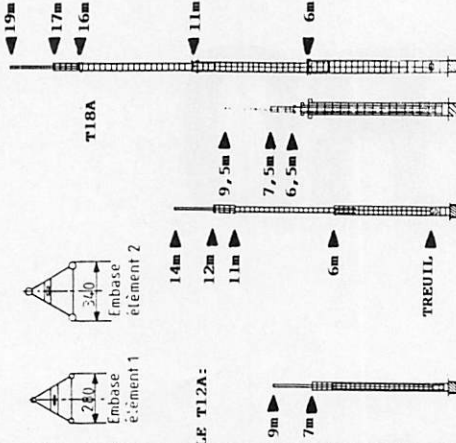 19m
17m
16m
11m
6m
T18A
9,5m
7,5m
6,5m
14m
12m
11m
6m
TREUIL
340
Embase
élément 2
280
Embase
élément 1
LE T12A:
9m
7m